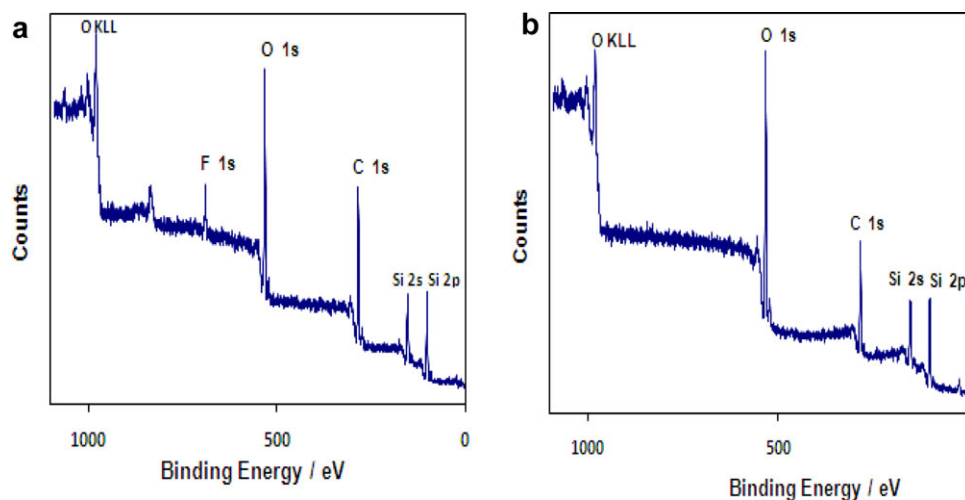 a
O KLL
O 1s
F 1s
C 1s
Si 2s Si 2p
Counts
1000 500 0
Binding Energy / eV
b
O KLL
O 1s
C 1s
Si 2s Si 2p
Counts
1000 500
Binding Energy / eV